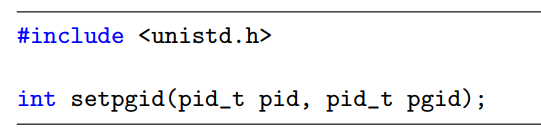 #include <unistd.h>
int setpgid(pid_t pid, pid_t pgid);